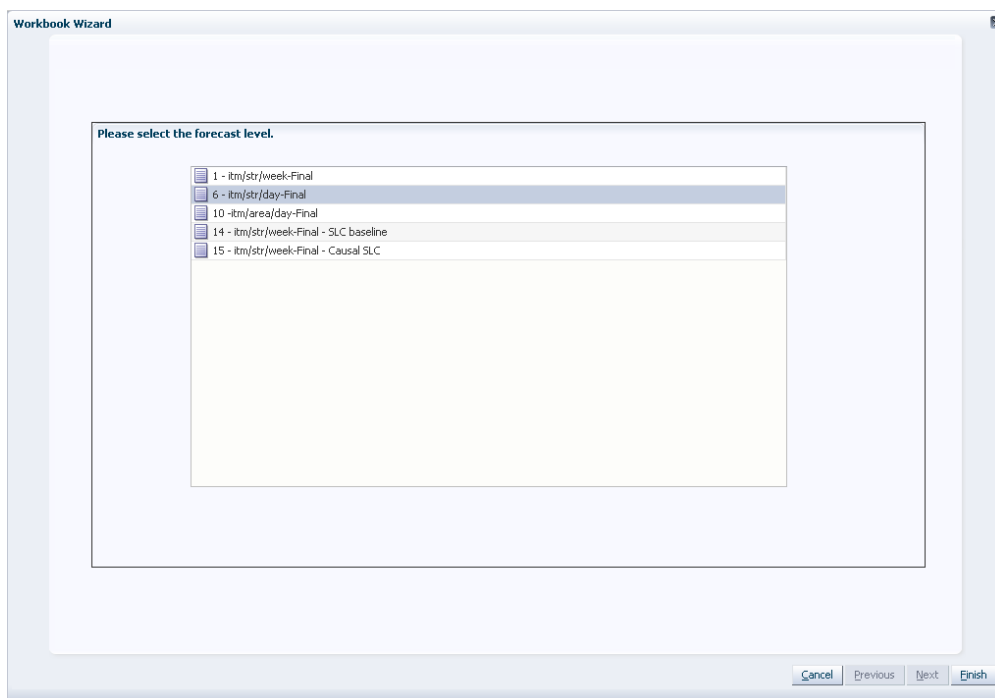 Workbook Wizard
Please select the forecast level.
1 - itm/str/week-Final
6 - itm/str/day-Final
10 -itm/area/day-Final
14 - itm/str/week-Final - SLC baseline
15 - itm/str/week-Final - Causal SLC
Cancel Previous Next Finish